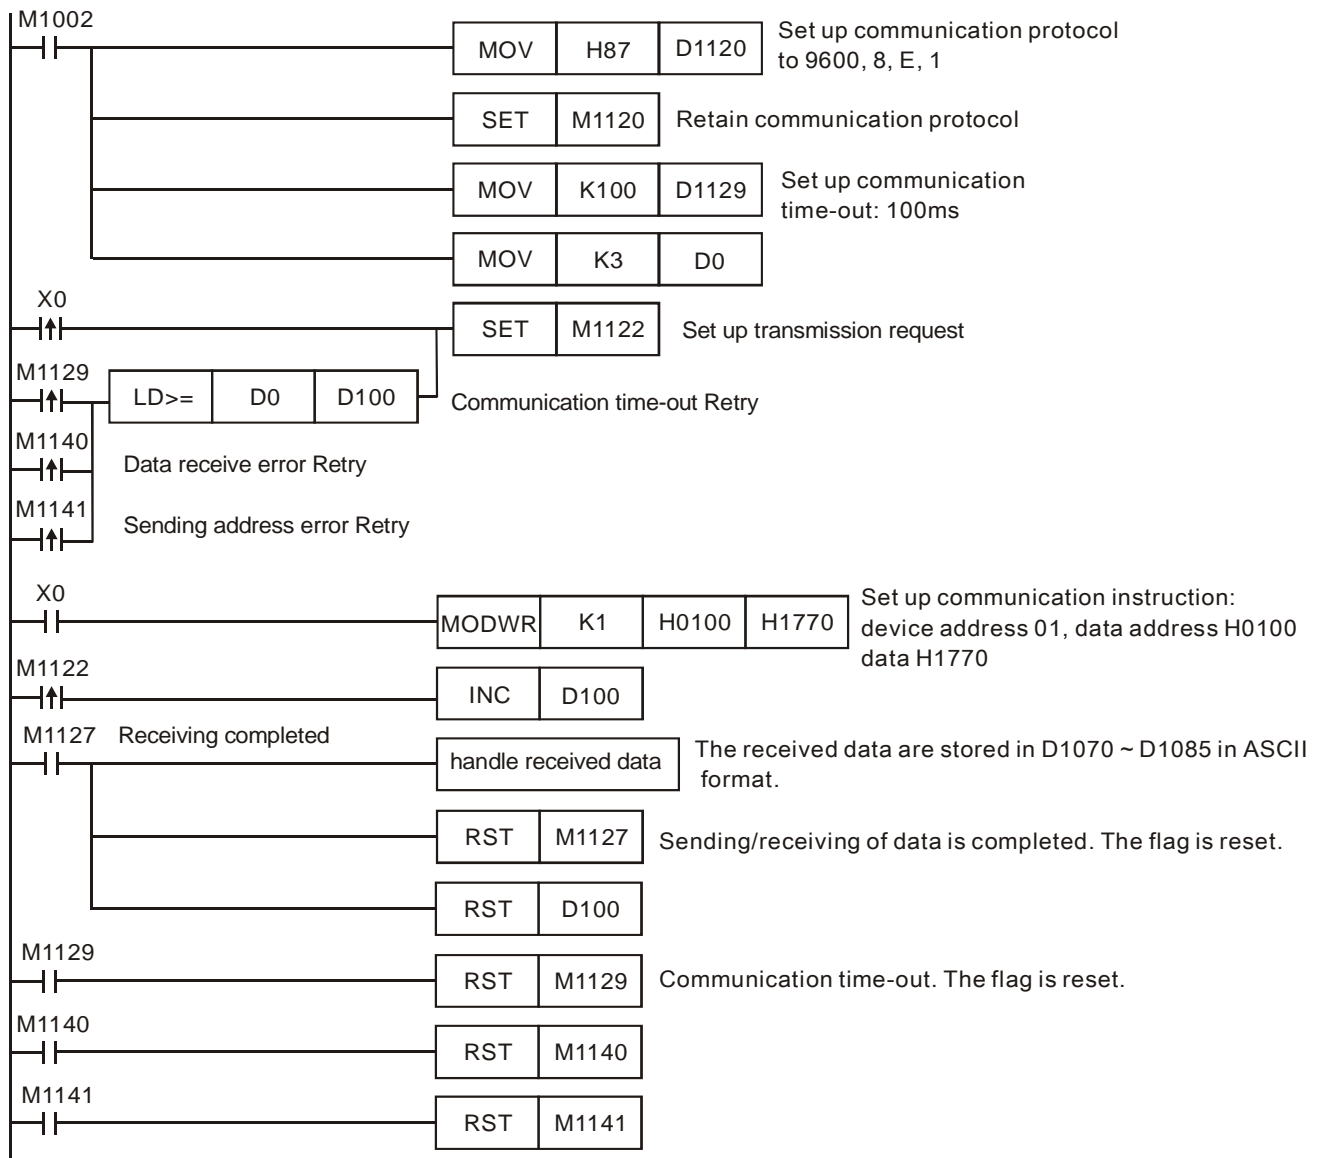 M1002
MOV H87 D1120 Set up communication protocol
to 9600, 8, E, 1
SET M1120 Retain communication protocol
MOV K100 D1129 Set up communication
time-out: 100ms
MOV K3 D0
X0
SET M1122 Set up transmission request
M1129
LD>= D0 D100 Communication time-out Retry
M1140
Data receive error Retry
M1141
Sending address error Retry
X0
MODWR K1 H0100 H1770 Set up communication instruction:
device address 01, data address H0100
data H1770
M1122
INC D100
M1127 Receiving completed
handle received data The received data are stored in D1070 ~ D1085 in ASCII
format.
RST M1127 Sending/receiving of data is completed. The flag is reset.
RST D100
M1129
RST M1129 Communication time-out. The flag is reset.
M1140
RST M1140
M1141
RST M1141